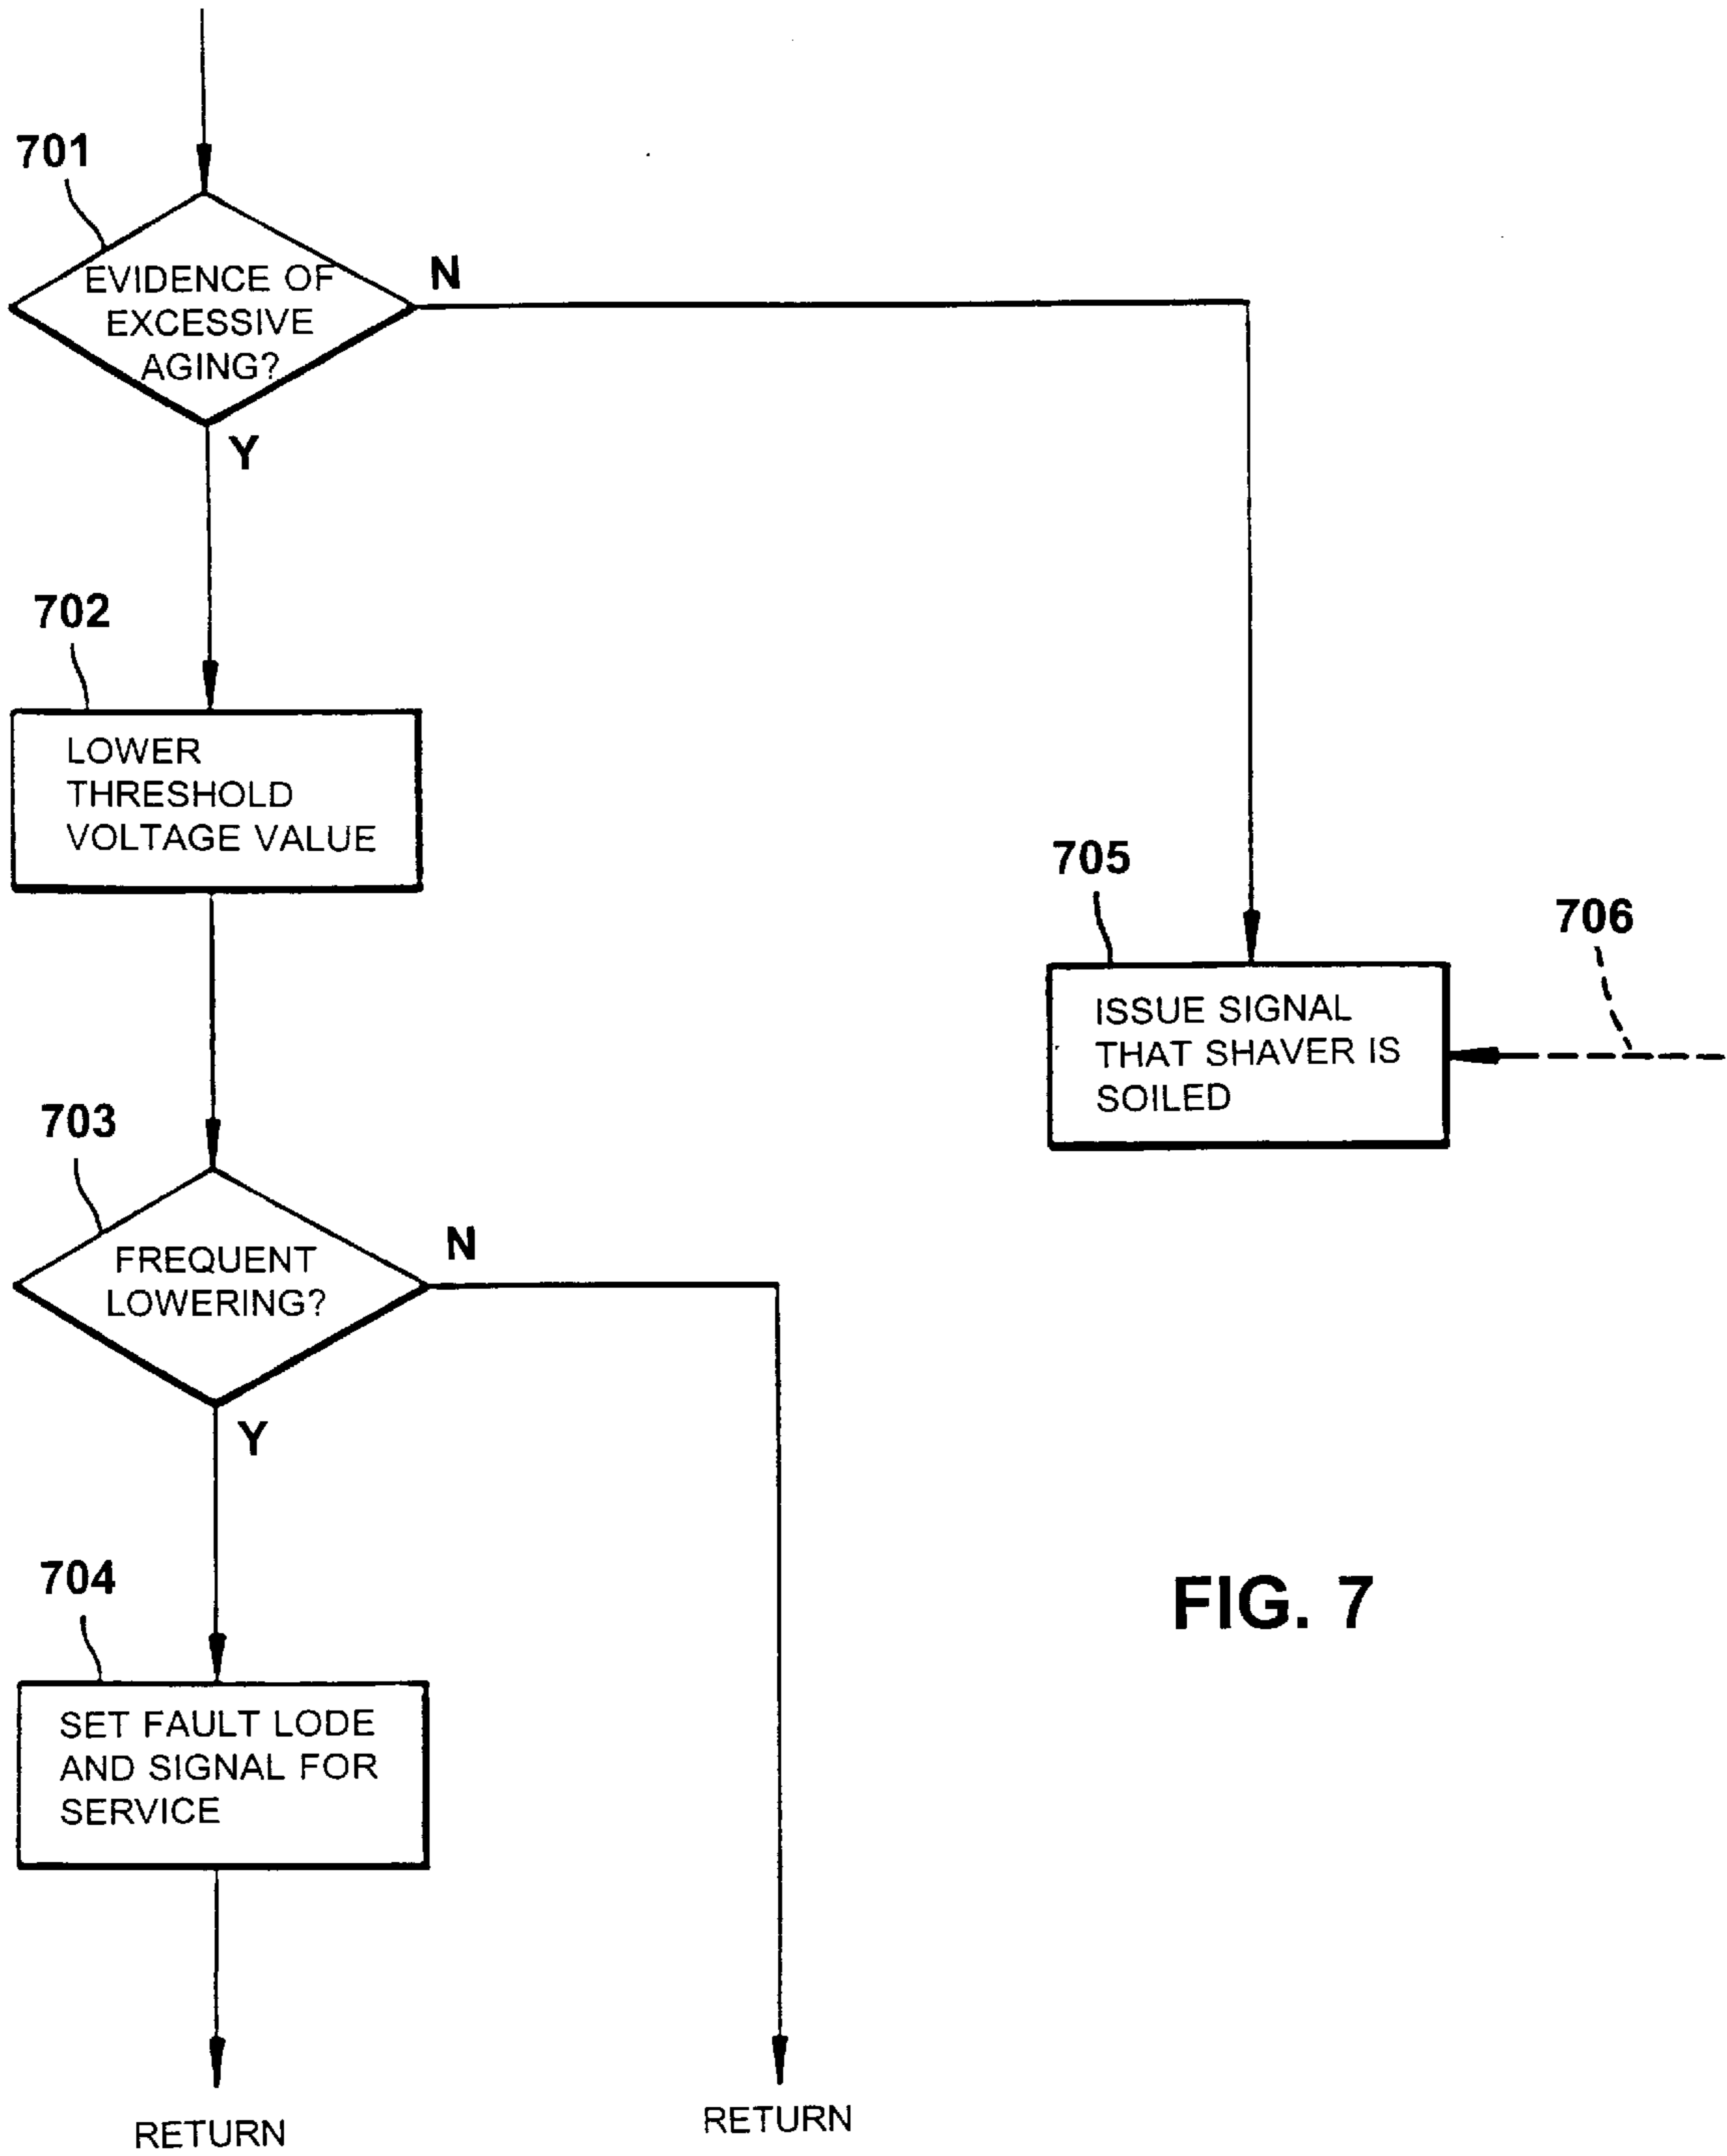 701
EVIDENCE OF
EXCESSIVE
AGING?
N
Y
702
LOWER
THRESHOLD
VOLTAGE VALUE
705
706
ISSUE SIGNAL
THAT SHAVER IS
SOILED
703
FREQUENT
LOWERING?
N
Y
704
SET FAULT LODE
AND SIGNAL FOR
SERVICE
FIG. 7
RETURN
RETURN